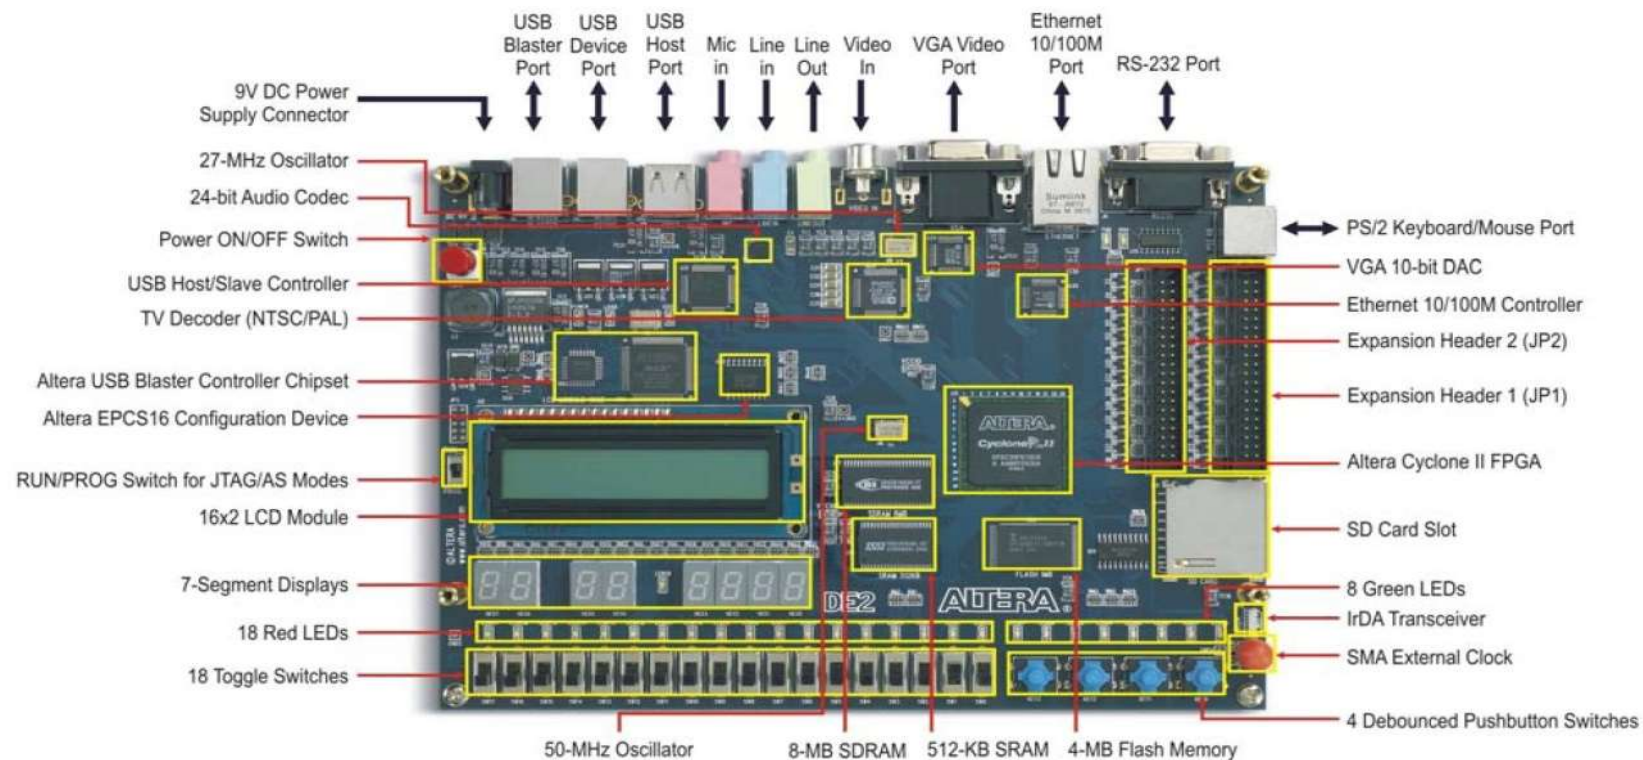 USB
Blaster
Port
USB
Device
Port
USB
Host
Port
Mic
in
Line
in
Line
Out
Video
In
VGA Video
Port
Ethernet
10/100M
Port
RS-232 Port
9V DC Power
Supply Connector
27-MHz Oscillator
24-bit Audio Codec
Power ON/OFF Switch
USB Host/Slave Controller
TV Decoder (NTSC/PAL)
Altera USB Blaster Controller Chipset
Altera EPCS16 Configuration Device
RUN/PROG Switch for JTAG/AS Modes
16x2 LCD Module
7-Segment Displays
18 Red LEDs
18 Toggle Switches
PS/2 Keyboard/Mouse Port
VGA 10-bit DAC
Ethernet 10/100M Controller
Expansion Header 2 (JP2)
Expansion Header 1 (JP1)
Altera Cyclone II FPGA
SD Card Slot
8 Green LEDs
IrDA Transceiver
SMA External Clock
4 Debounced Pushbutton Switches
50-MHz Oscillator
8-MB SDRAM
512-KB SRAM
4-MB Flash Memory
Sumlink
ALTERA®
Cyclone II
©ALTERA
www.altera.com
DE2
ALTERA®